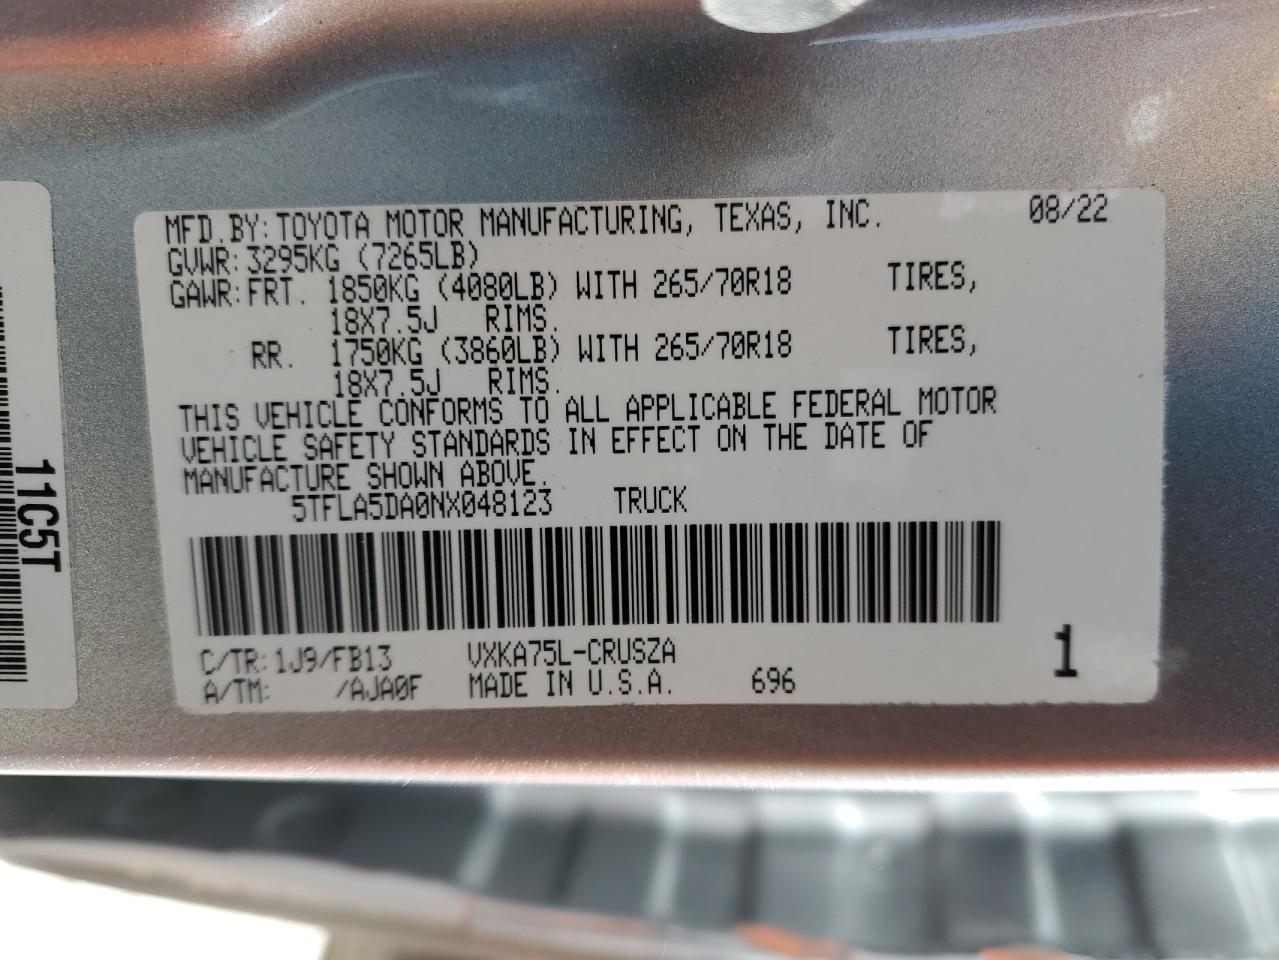 MFD.BY: TOYOTA MOTOR MANUFACTURING, TEXAS, INC. 08/22
GVWR: 3295KG (7265LB)
GAWR: FRT. 1850KG (4080LB) WITH 265/70R18 TIRES,
18X7.5J RIMS.
RR. 1750KG (3860LB) WITH 265/70R18 TIRES,
18X7.5J RIMS.
THIS VEHICLE CONFORMS TO ALL APPLICABLE FEDERAL MOTOR
VEHICLE SAFETY STANDARDS IN EFFECT ON THE DATE OF
MANUFACTURE SHOWN ABOVE.
5TFLA5DA0NX048123 TRUCK
C/TR: 1J9/FB13 VXKA75L-CRUSZA 1
A/TM: /AJA0F MADE IN U.S.A. 696
11C5T